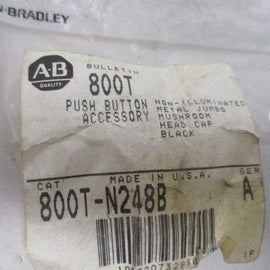 N-BRADLEY
A-B
QUALITY
BULLETIN
800T
PUSH BUTTON
ACCESSORY
NON-ILLUMINATED
METAL JUMBO
MUSHROOM
HEAD CAP
BLACK
MADE IN U.S.A.
CAT
SER
800T-N248B
A